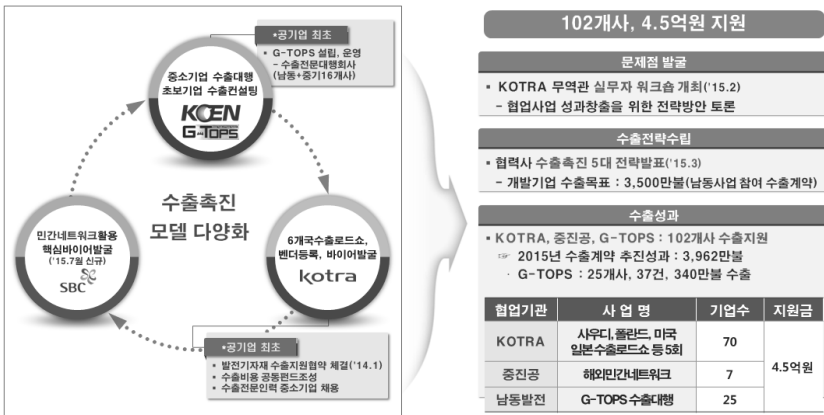 *공기업 최초
• G-TOPS 설립, 운영
- 수출전문대행회사
(남동+중기16개사)
중소기업 수출대행
초보기업 수출컨설팅
KOEN
G-TOPS
수출촉진
모델 다양화
민간네트워크활용
핵심바이어발굴
('15.7월 신규)
SBC
6개국수출로드쇼,
벤더등록, 바이어발굴
kotra
*공기업 최초
• 발전기자재 수출지원협약 체결('14.1)
• 수출비용 공동펀드조성
• 수출전문인력 중소기업 채용
102개사, 4.5억원 지원
문제점 발굴
▪ KOTRA 무역관 실무자 워크숍 개최('15.2)
- 협업사업 성과창출을 위한 전략방안 토론
수출전략수립
▪ 협력사 수출촉진 5대 전략발표('15.3)
- 개발기업 수출목표 : 3,500만불(남동사업 참여 수출계약)
수출성과
▪ KOTRA, 중진공, G-TOPS : 102개사 수출지원
☞ 2015년 수출계약 추진성과 : 3,962만불
· G-TOPS : 25개사, 37건, 340만불 수출
협업기관 사 업 명 기업수 지원금
KOTRA 사우디, 폴란드, 미국 일본수출로드쇼 등 5회 70 4.5억원
중진공 해외민간네트워크 7
남동발전 G-TOPS 수출대행 25